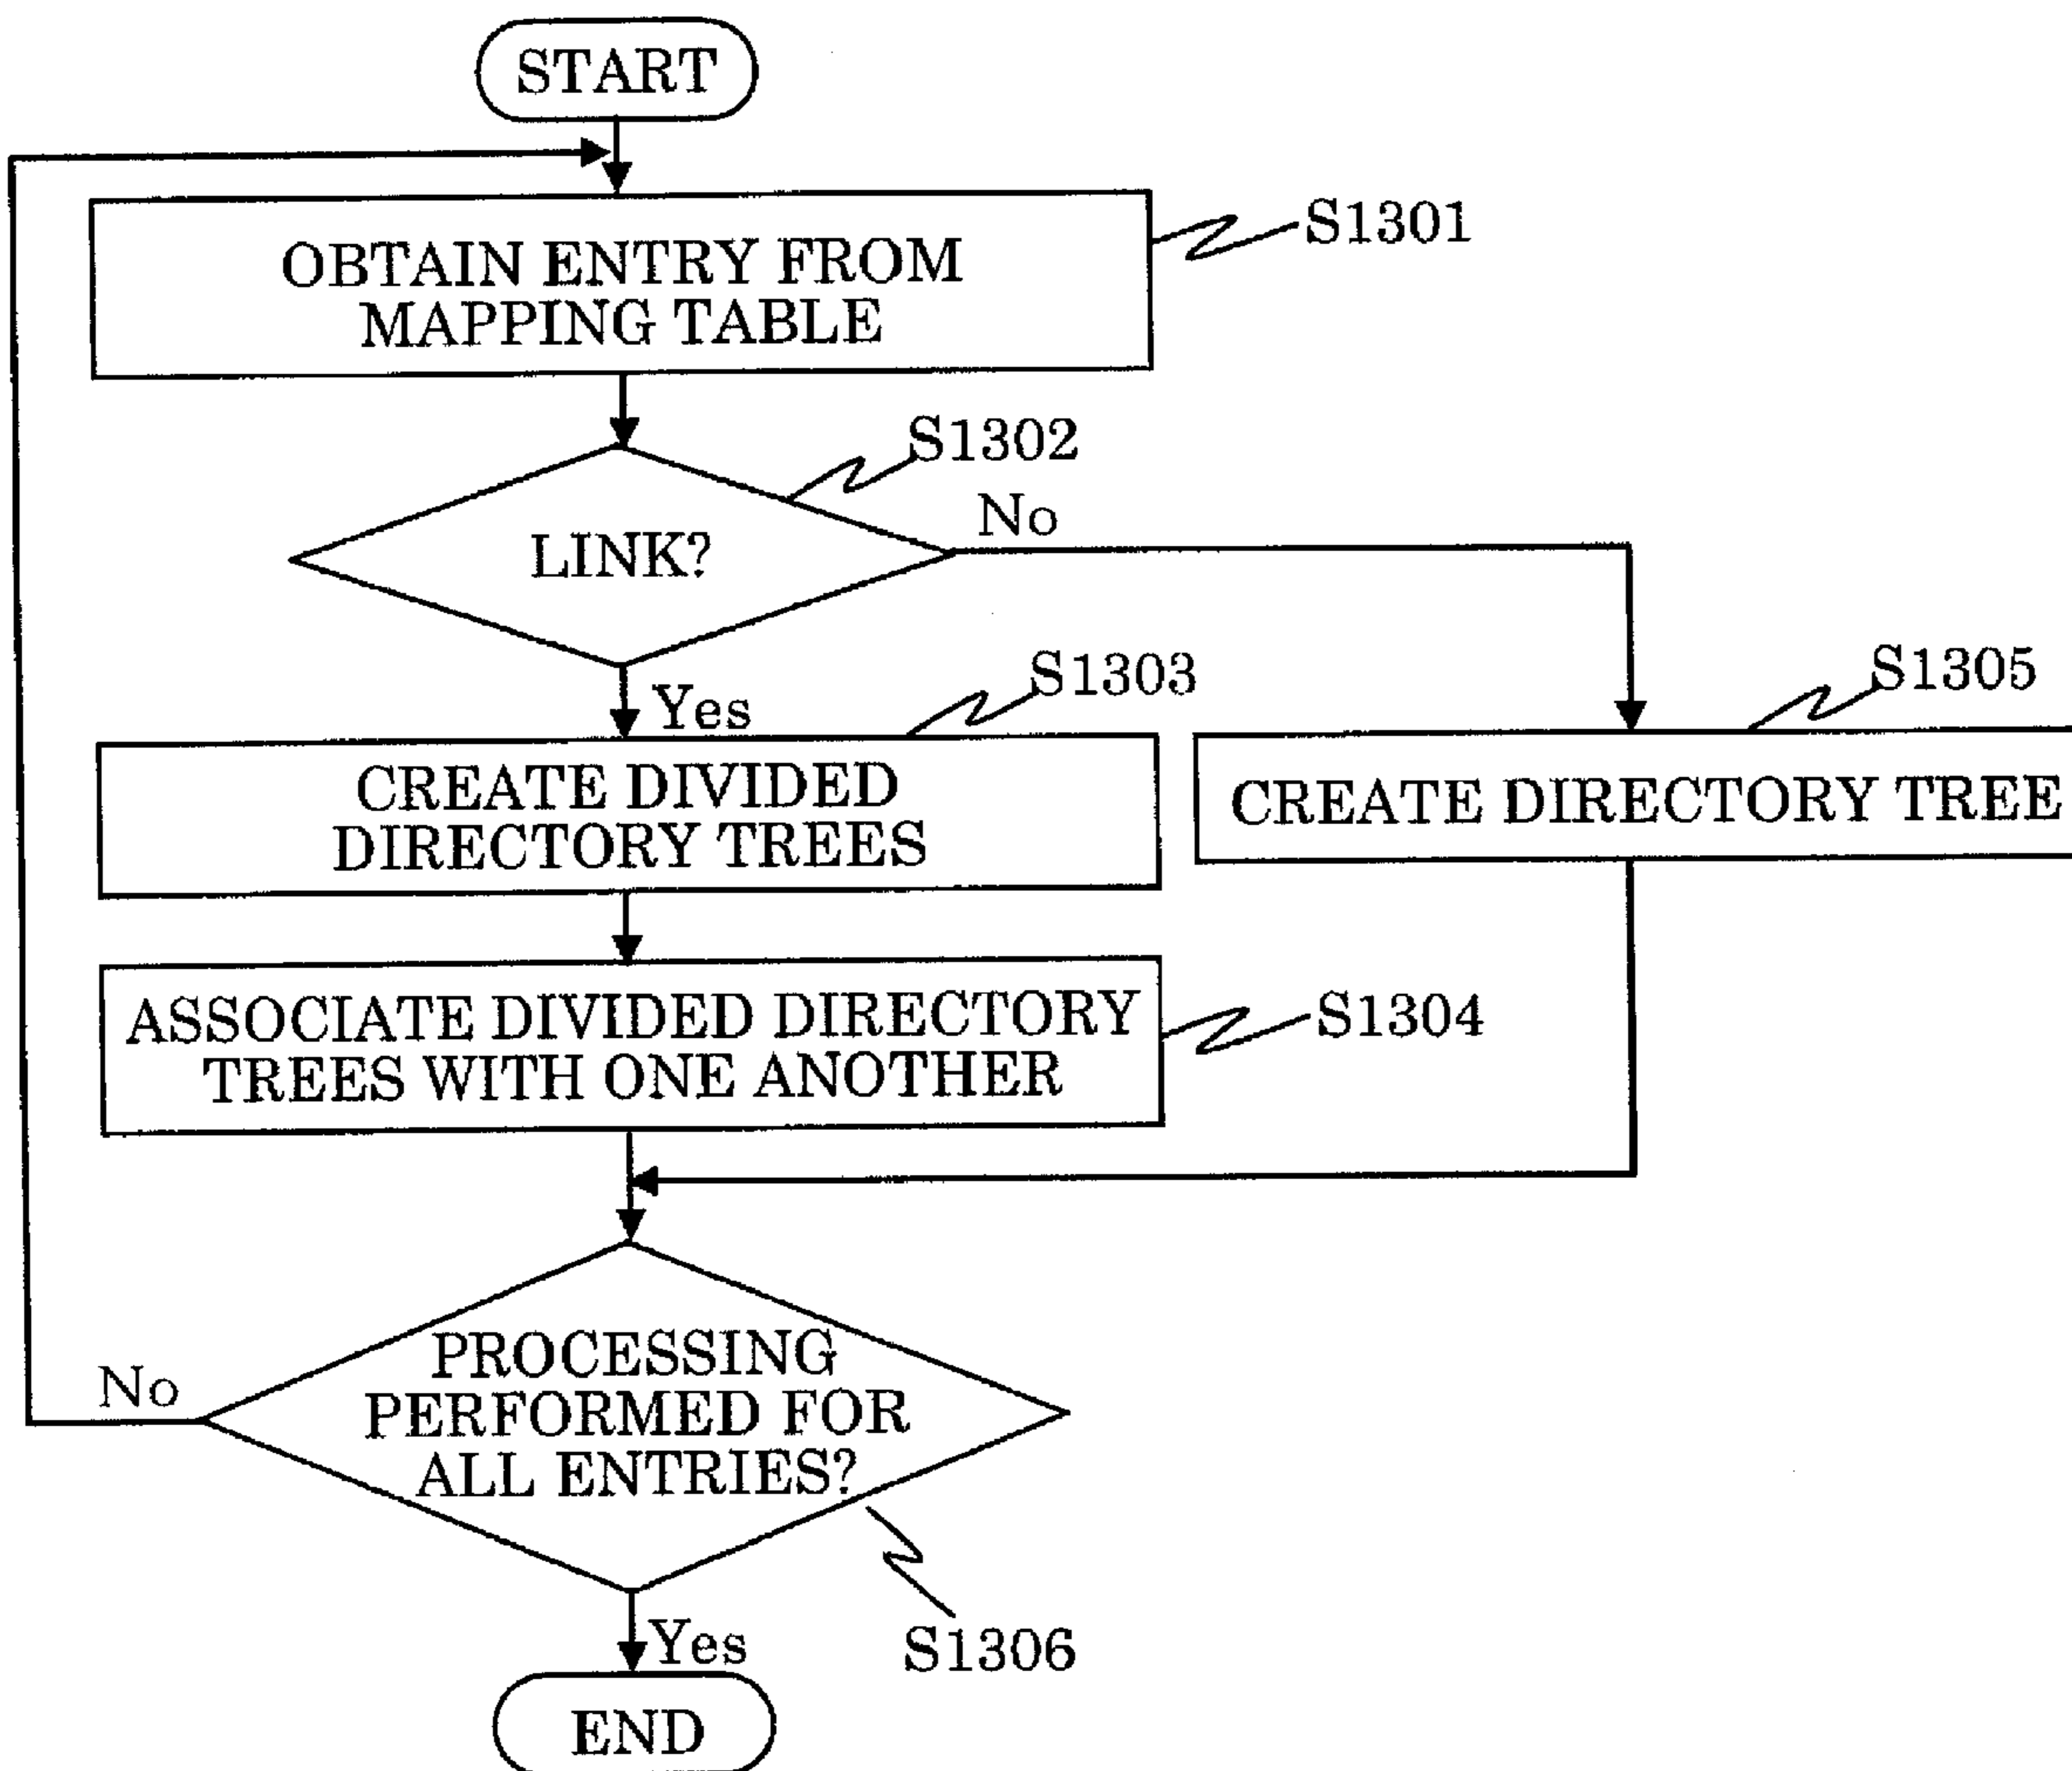 START
OBTAIN ENTRY FROM
MAPPING TABLE
S1301
S1302
LINK?
No
Yes
S1303
CREATE DIVIDED
DIRECTORY TREES
S1305
CREATE DIRECTORY TREE
ASSOCIATE DIVIDED DIRECTORY
TREES WITH ONE ANOTHER
S1304
PROCESSING
PERFORMED FOR
ALL ENTRIES?
No
S1306
Yes
END